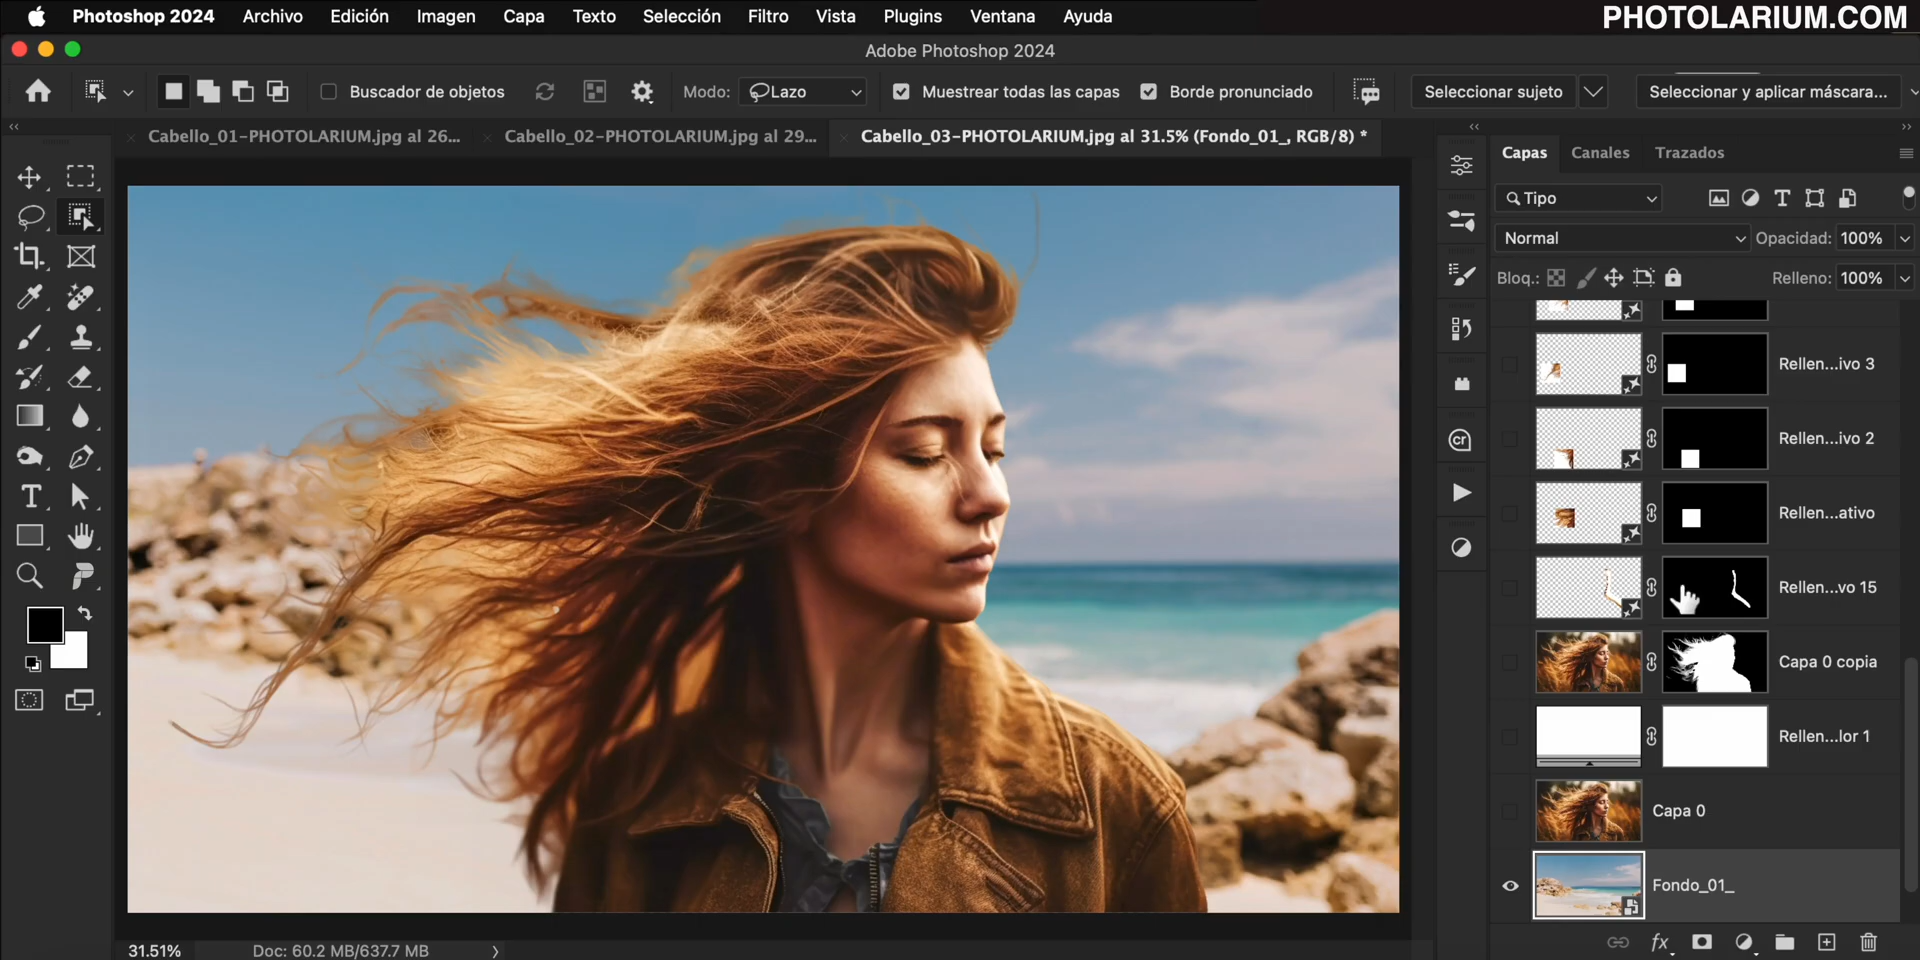 Photoshop 2024 Archivo Edición Imagen Capa Texto Selección Filtro Vista Plugins Ventana Ayuda
PHOTOLARIUM.COM
Adobe Photoshop 2024
Buscador de objetos Modo: Lazo Muestrear todas las capas Borde pronunciado Seleccionar sujeto Seleccionar y aplicar máscara...
Cabello_01-PHOTOLARIUM.jpg al 26... Cabello_02-PHOTOLARIUM.jpg al 29... Cabello_03-PHOTOLARIUM.jpg al 31.5% (Fondo_01_, RGB/8) *
Capas Canales Trazados
Tipo
Normal Opacidad: 100%
Bloq.: Relleno: 100%
Rellen...ivo 3
Rellen...ivo 2
Rellen...ativo
Rellen...vo 15
Capa 0 copia
Rellen...lor 1
Capa 0
Fondo_01_
fx
31.51% Doc: 60.2 MB/637.7 MB